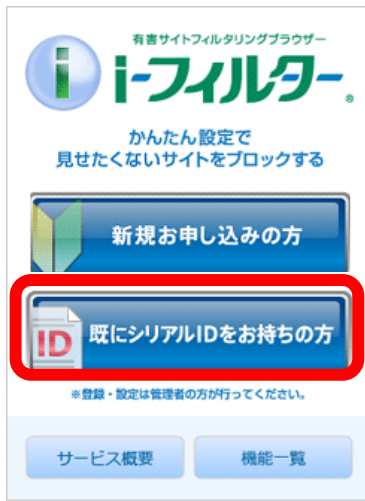 有害サイトフィルタリングブラウザー
i
i-フィルター®
かんたん設定で
見せたくないサイトをブロックする
新規お申し込みの方
ID
既にシリアルIDをお持ちの方
※登録・設定は管理者の方が行ってください。
サービス概要
機能一覧